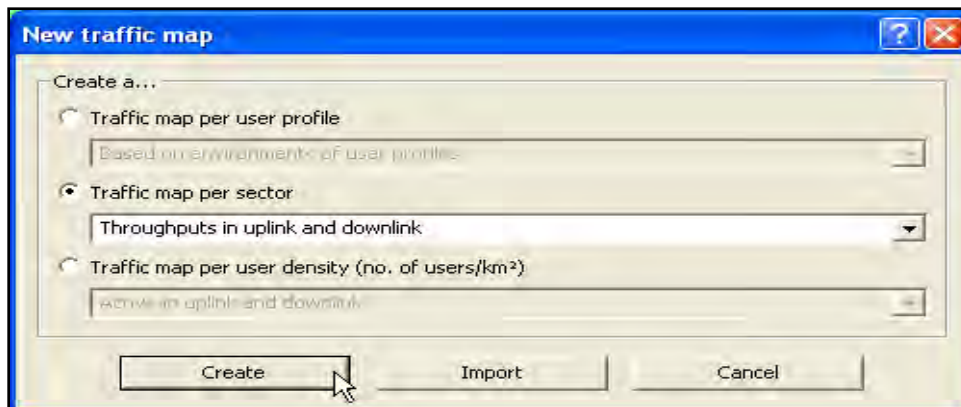 New traffic map
Create a...
Traffic map per user profile
Based on environments of user profiles
Traffic map per sector
Throughputs in uplink and downlink
Traffic map per user density (no. of users/km²)
Active in uplink and downlink
Create Import Cancel